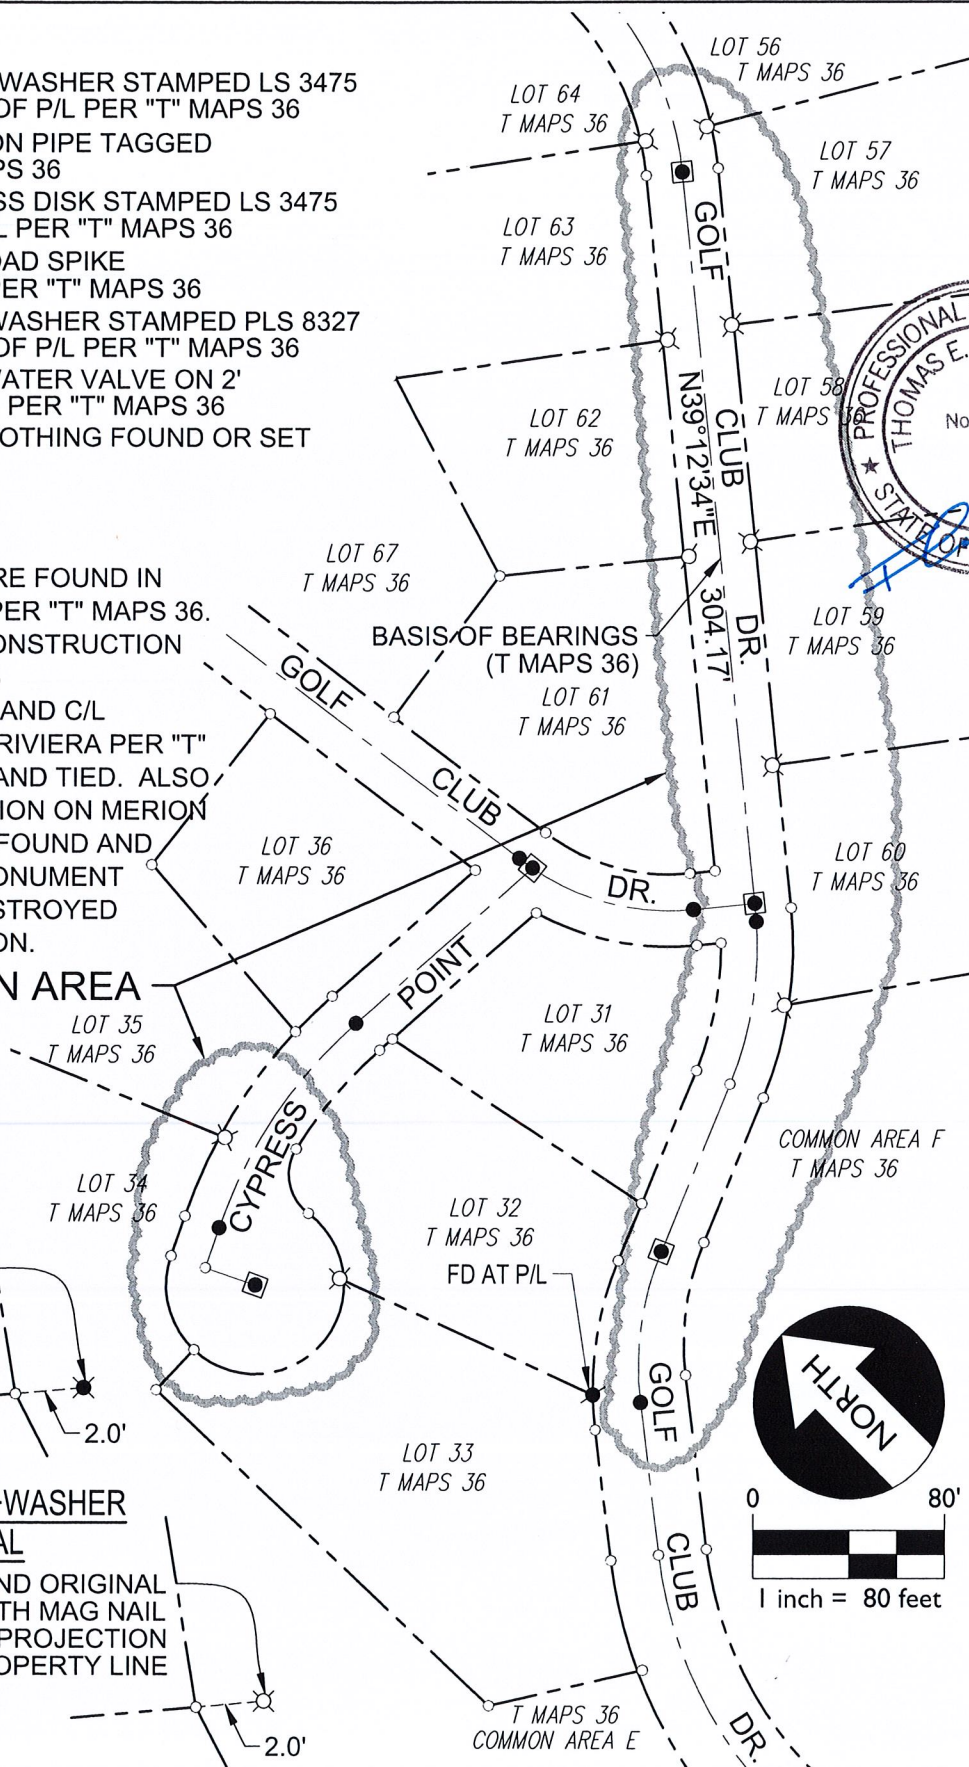 WASHER STAMPED LS 3475
OF P/L PER "T" MAPS 36
ON PIPE TAGGED
PS 36
SS DISK STAMPED LS 3475
L PER "T" MAPS 36
OAD SPIKE
PER "T" MAPS 36
WASHER STAMPED PLS 8327
OF P/L PER "T" MAPS 36
WATER VALVE ON 2'
PER "T" MAPS 36
OTHING FOUND OR SET
RE FOUND IN
PER "T" MAPS 36.
ONSTRUCTION
AND C/L
RIVIERA PER "T"
AND TIED. ALSO
ION ON MERION
FOUND AND
ONUMENT
STROYED
ON.
N AREA
LOT 56
T MAPS 36
LOT 64
T MAPS 36
LOT 57
T MAPS 36
LOT 63
T MAPS 36
GOLF
CLUB
DR.
N39°12'34"E 304.17'
LOT 58
T MAPS 36
LOT 62
T MAPS 36
PROFESSIONAL
THOMAS E.
No
STATE OF
LOT 67
T MAPS 36
BASIS OF BEARINGS
(T MAPS 36)
LOT 59
T MAPS 36
LOT 61
T MAPS 36
GOLF
CLUB
DR.
LOT 36
T MAPS 36
LOT 60
T MAPS 36
CYPRESS
POINT
LOT 35
T MAPS 36
LOT 31
T MAPS 36
COMMON AREA F
T MAPS 36
LOT 34
T MAPS 36
LOT 32
T MAPS 36
FD AT P/L
GOLF
CLUB
DR.
LOT 33
T MAPS 36
NORTH
0 80'
1 inch = 80 feet
2.0'
-WASHER
AL
ND ORIGINAL
TH MAG NAIL
PROJECTION
OPERTY LINE
2.0'
T MAPS 36
COMMON AREA E